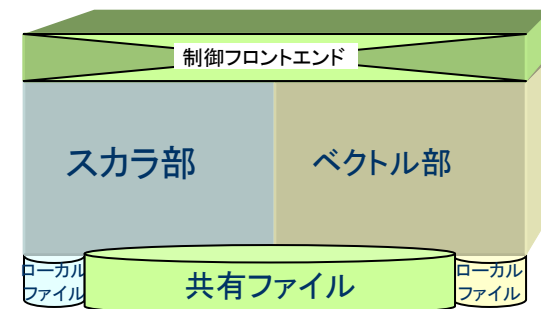 制御フロントエンド
スカラ部
ベクトル部
ローカル
ファイル
共有ファイル
ローカル
ファイル